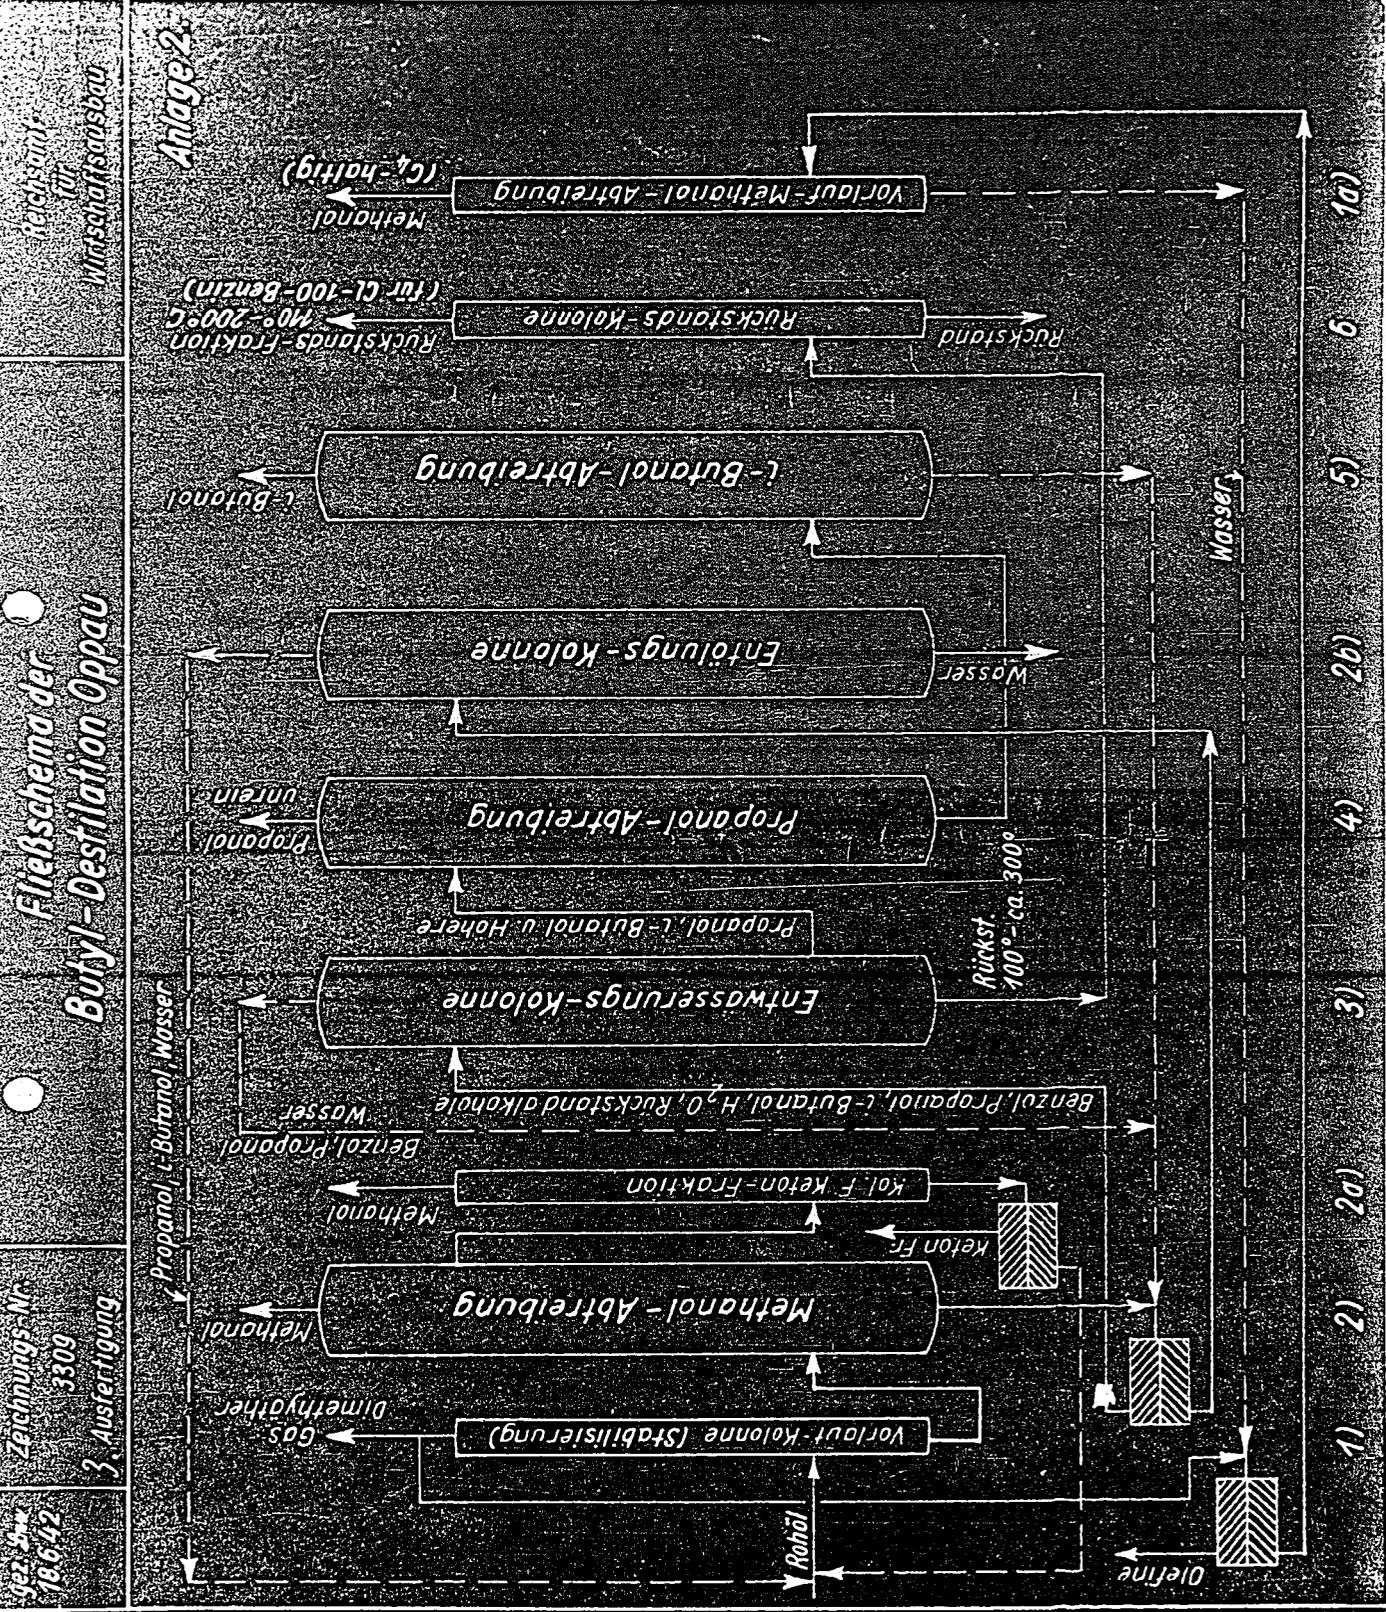 Anlage 2.
Reichsamt
für
Wirtschaftsausbau
Fließschema der
Butyl-Destillation Oppau
Zeichnungs-Nr
3309
3. Ausfertigung
gez.
18.6.42
Rohöl
1)
Vorlauf-Kolonne (Stabilisierung)
Gas
Dimethyläther
Olefine
2)
Methanol-Abtreibung
Methanol
2a)
Kol. F. Keton-Fraktion
Methanol
Keton Fr.
Benzol, Propanol
Wasser
Benzol, Propanol, i-Butanol, H₂O, Rückstandalkohole
3)
Entwässerungs-Kolonne
Propanol, i-Butanol u Höhere
Rückst.
100°-ca.300°
4)
Propanol-Abtreibung
Propanol
unrein
2b)
Entölungs-Kolonne
Wasser
Propanol, i-Butanol, Wasser
5)
i-Butanol-Abtreibung
i-Butanol
Wasser
6
Rückstands-Kolonne
Rückstand
Rückstands-Fraktion
110°-200°C
(für CL-100-Benzin)
1a)
Vorlauf-Methanol-Abtreibung
Methanol
(C₄-haltig)